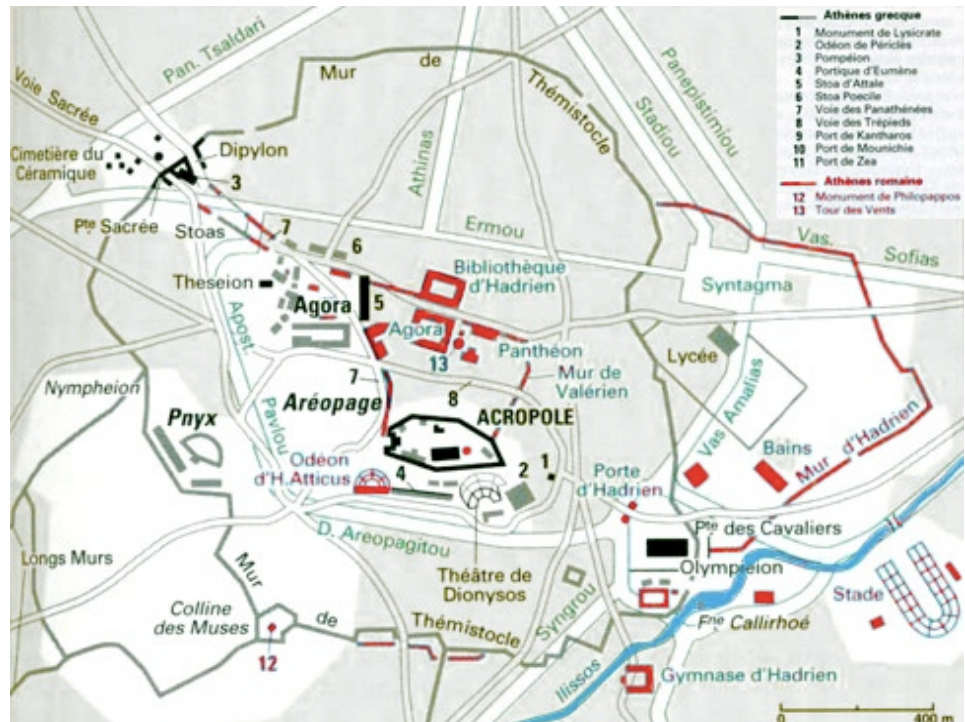 Athènes grecque
1 Monument de Lysicrate
2 Odéon de Périclès
3 Pompéion
4 Portique d'Eumène
5 Stoa d'Attale
6 Stoa Poecile
7 Voie des Panathénées
8 Voie des Trépieds
9 Port de Kantharos
10 Port de Mounichie
11 Port de Zea
Athènes romaine
12 Monument de Philopappos
13 Tour des Vents
Pan. Tsaldari
Mur de Thémistocle
Voie Sacrée
Stadiou
Panepistimiou
Cimetière du
Céramique
Dipylon
3
Athinas
Pte Sacrée
Stoas
7
6
Ermou
Vas. Sofias
Bibliothèque
d'Hadrien
Syntagma
Theseion
Agora
5
Agora
Apost.
13
Panthéon
Lycée
Mur de
Valérien
Nympheion
7
8
Aréopage
ACROPOLE
Vas Amalias
Pnyx
Pavlou
Bains
Mur d'Hadrien
Odéon
d'H.Atticus
4
2
1
Porte
d'Hadrien
D. Areopagitou
Pte des Cavaliers
Longs Murs
Olympieion
Théâtre de
Dionysos
Stade
Mur de Thémistocle
Syngrou
Colline
des Muses
Fne Callirhoé
12
Ilissos
Gymnase d'Hadrien
0 400 m